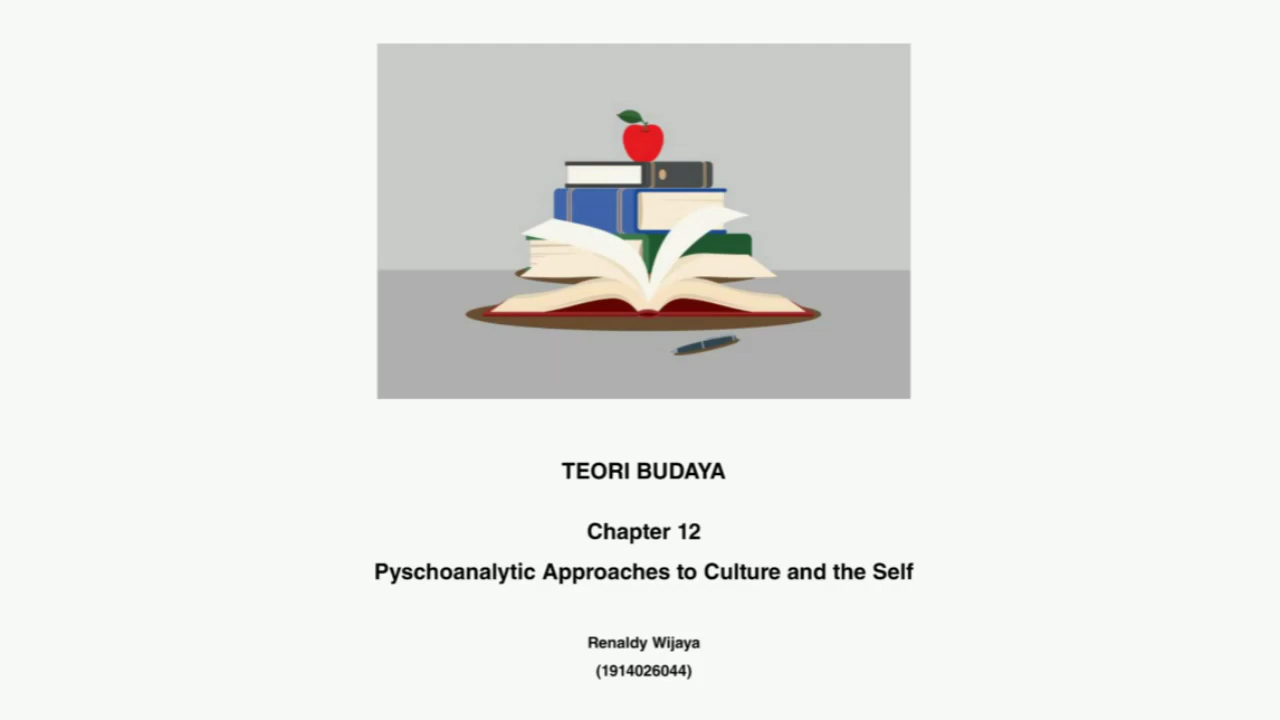 TEORI BUDAYA
Chapter 12
Pyschoanalytic Approaches to Culture and the Self
Renaldy Wijaya
(1914026044)